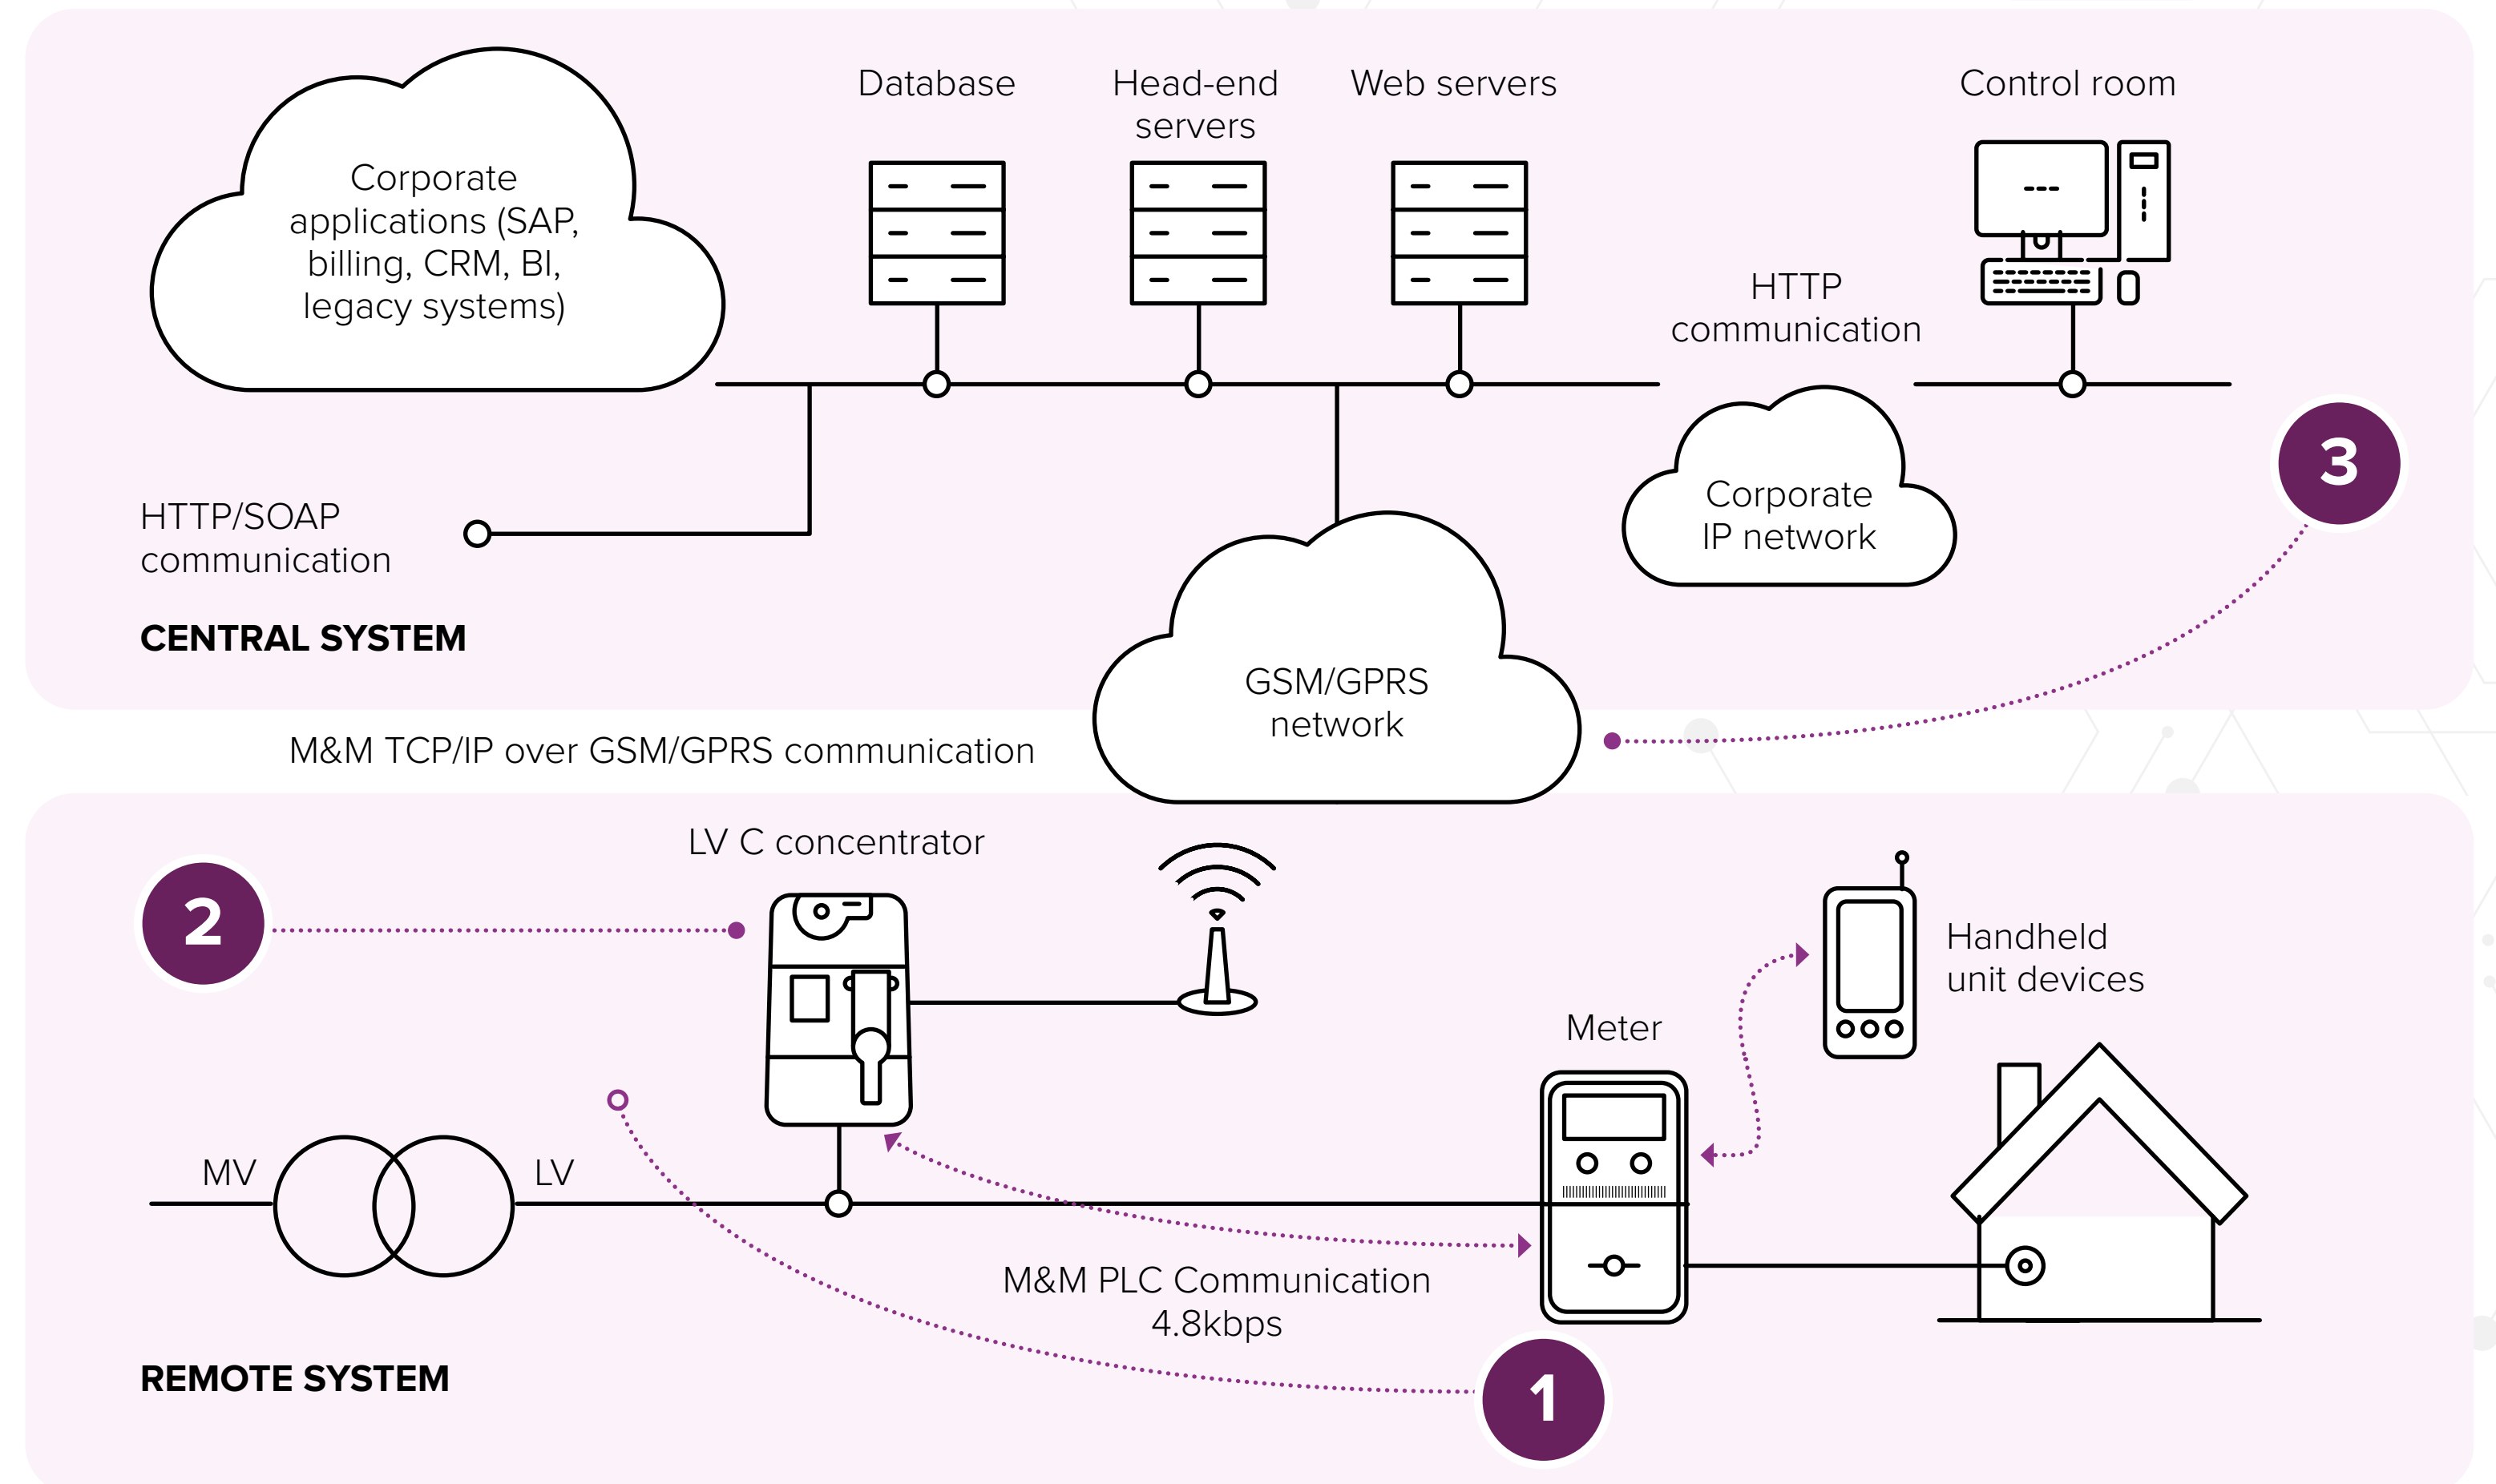 Database
Head-end
servers
Web servers
Control room
Corporate
applications (SAP,
billing, CRM, BI,
legacy systems)
HTTP
communication
3
Corporate
IP network
HTTP/SOAP
communication
CENTRAL SYSTEM
GSM/GPRS
network
M&M TCP/IP over GSM/GPRS communication
LV C concentrator
2
Handheld
unit devices
Meter
MV
LV
M&M PLC Communication
4.8kbps
REMOTE SYSTEM
1